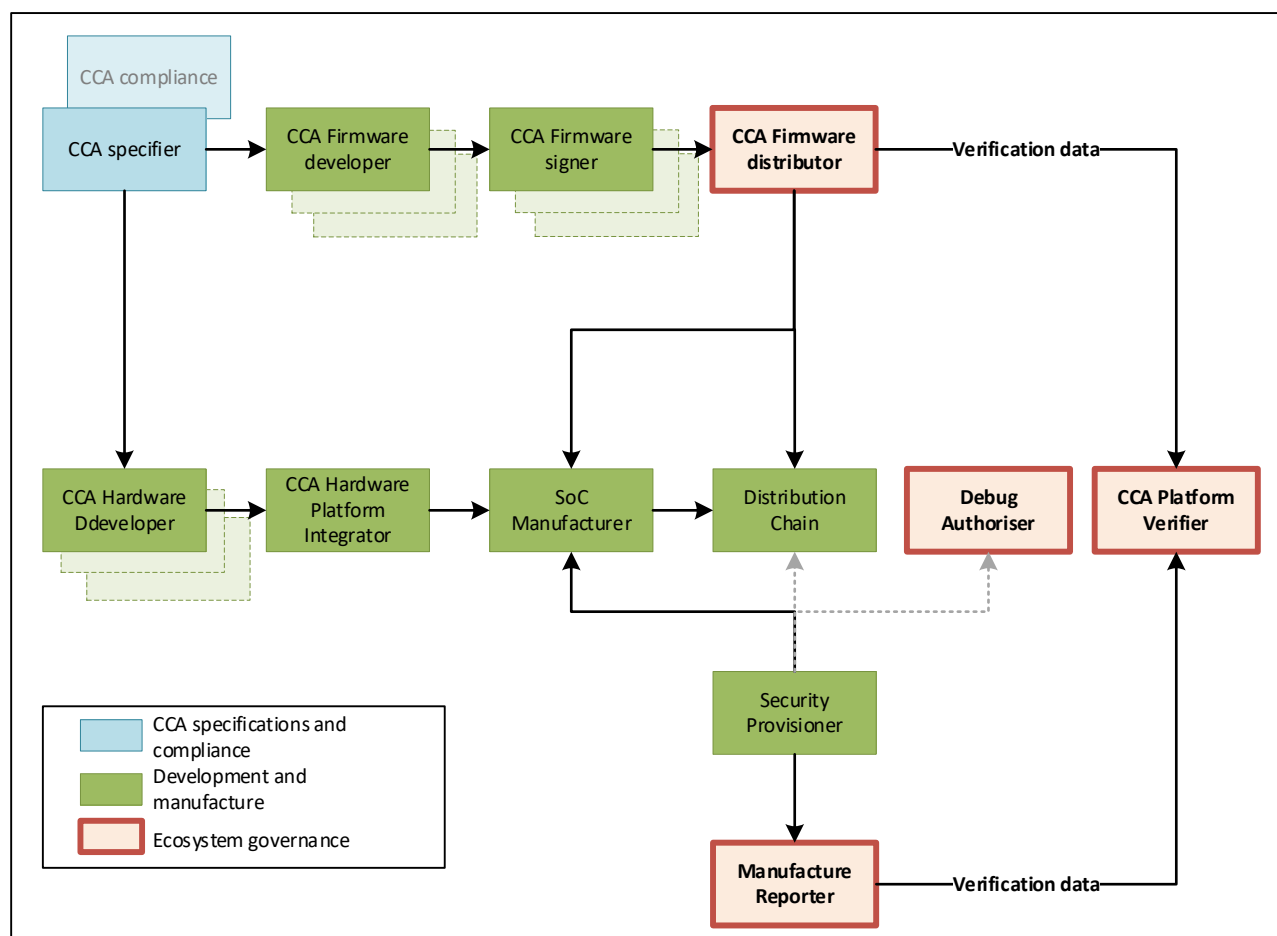 CCA compliance
CCA specifier
CCA Firmware
developer
CCA Firmware
signer
CCA Firmware
distributor
Verification data
CCA Hardware
Ddeveloper
CCA Hardware
Platform
Integrator
SoC
Manufacturer
Distribution
Chain
Debug
Authoriser
CCA Platform
Verifier
Security
Provisioner
CCA specifications and
compliance
Development and
manufacture
Ecosystem governance
Manufacture
Reporter
Verification data